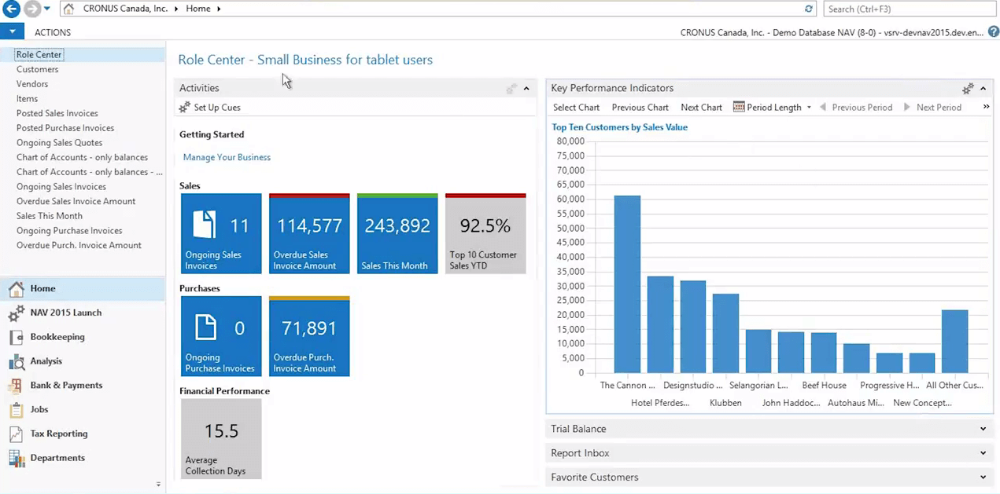 CRONUS Canada, Inc. Home
Search (Ctrl+F3)
ACTIONS
CRONUS Canada, Inc. - Demo Database NAV (8-0) - vsrv-devnav2015.dev.en...
Role Center
Customers
Vendors
Items
Posted Sales Invoices
Posted Purchase Invoices
Ongoing Sales Quotes
Chart of Accounts - only balances
Chart of Accounts - only balances - ...
Ongoing Sales Invoices
Overdue Sales Invoice Amount
Sales This Month
Ongoing Purchase Invoices
Overdue Purch. Invoice Amount
Home
NAV 2015 Launch
Bookkeeping
Analysis
Bank & Payments
Jobs
Tax Reporting
Departments
Role Center - Small Business for tablet users
Activities
Set Up Cues
Getting Started
Manage Your Business
Sales
11
Ongoing Sales
Invoices
114,577
Overdue Sales
Invoice Amount
243,892
Sales This Month
92.5%
Top 10 Customer
Sales YTD
Purchases
0
Ongoing
Purchase Invoices
71,891
Overdue Purch.
Invoice Amount
Financial Performance
15.5
Average
Collection Days
Key Performance Indicators
Select Chart Previous Chart Next Chart Period Length Previous Period Next Period
Top Ten Customers by Sales Value
80,000
75,000
70,000
65,000
60,000
55,000
50,000
45,000
40,000
35,000
30,000
25,000
20,000
15,000
10,000
5,000
0
The Cannon ... Designstudio ... Selangorian L... Beef House Progressive H... All Other Cus...
Hotel Pferdes... Klubben John Haddoc... Autohaus Mi... New Concept...
Trial Balance
Report Inbox
Favorite Customers